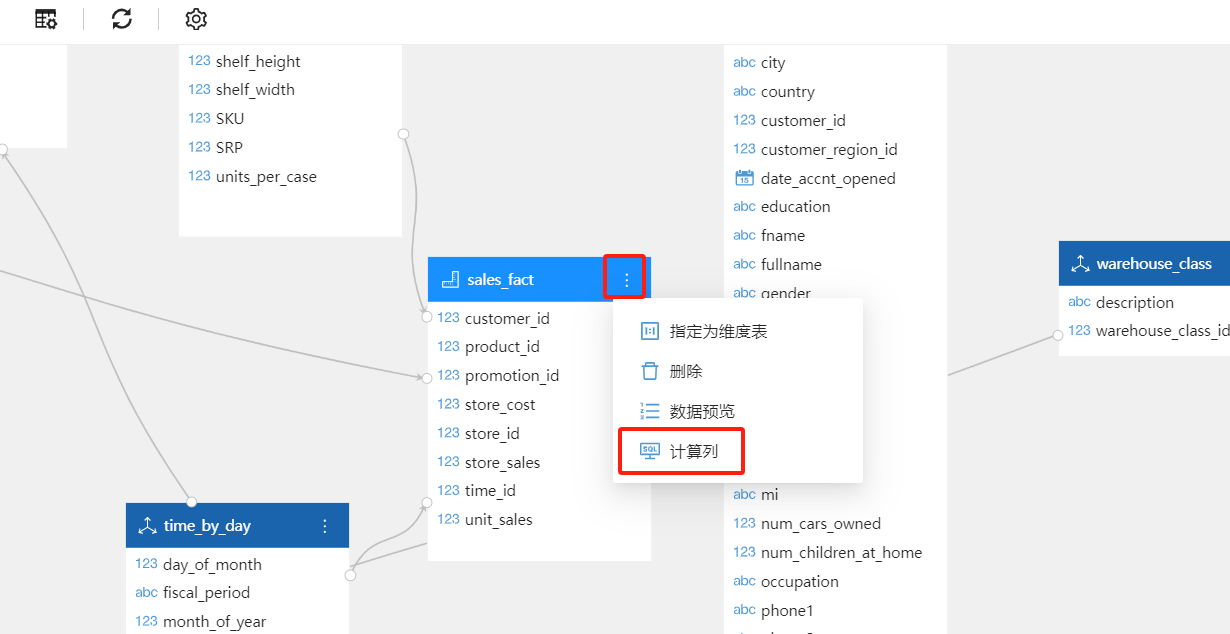 123 shelf_height
123 shelf_width
123 SKU
123 SRP
123 units_per_case
sales_fact
123 customer_id
123 product_id
123 promotion_id
123 store_cost
123 store_id
123 store_sales
123 time_id
123 unit_sales
指定为维度表
删除
数据预览
SQL 计算列
time_by_day
123 day_of_month
abc fiscal_period
123 month_of_year
abc city
abc country
123 customer_id
123 customer_region_id
15 date_accnt_opened
abc education
abc fname
abc fullname
abc gender
abc mi
123 num_cars_owned
123 num_children_at_home
abc occupation
abc phone1
warehouse_class
abc description
123 warehouse_class_id